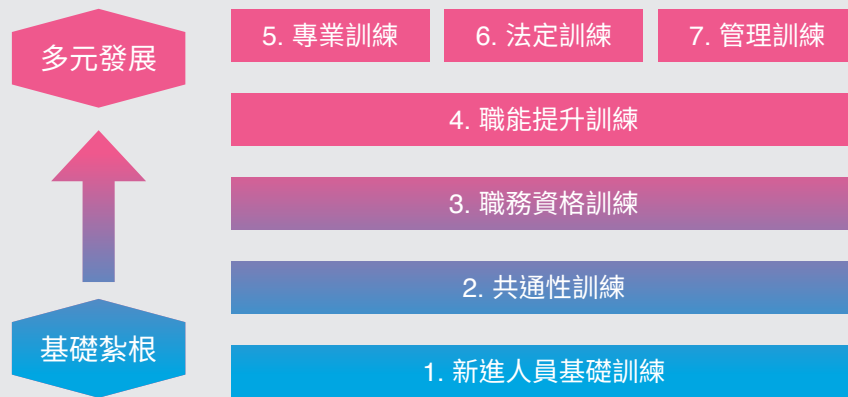 多元發展
5. 專業訓練
6. 法定訓練
7. 管理訓練
4. 職能提升訓練
3. 職務資格訓練
2. 共通性訓練
基礎紮根
1. 新進人員基礎訓練